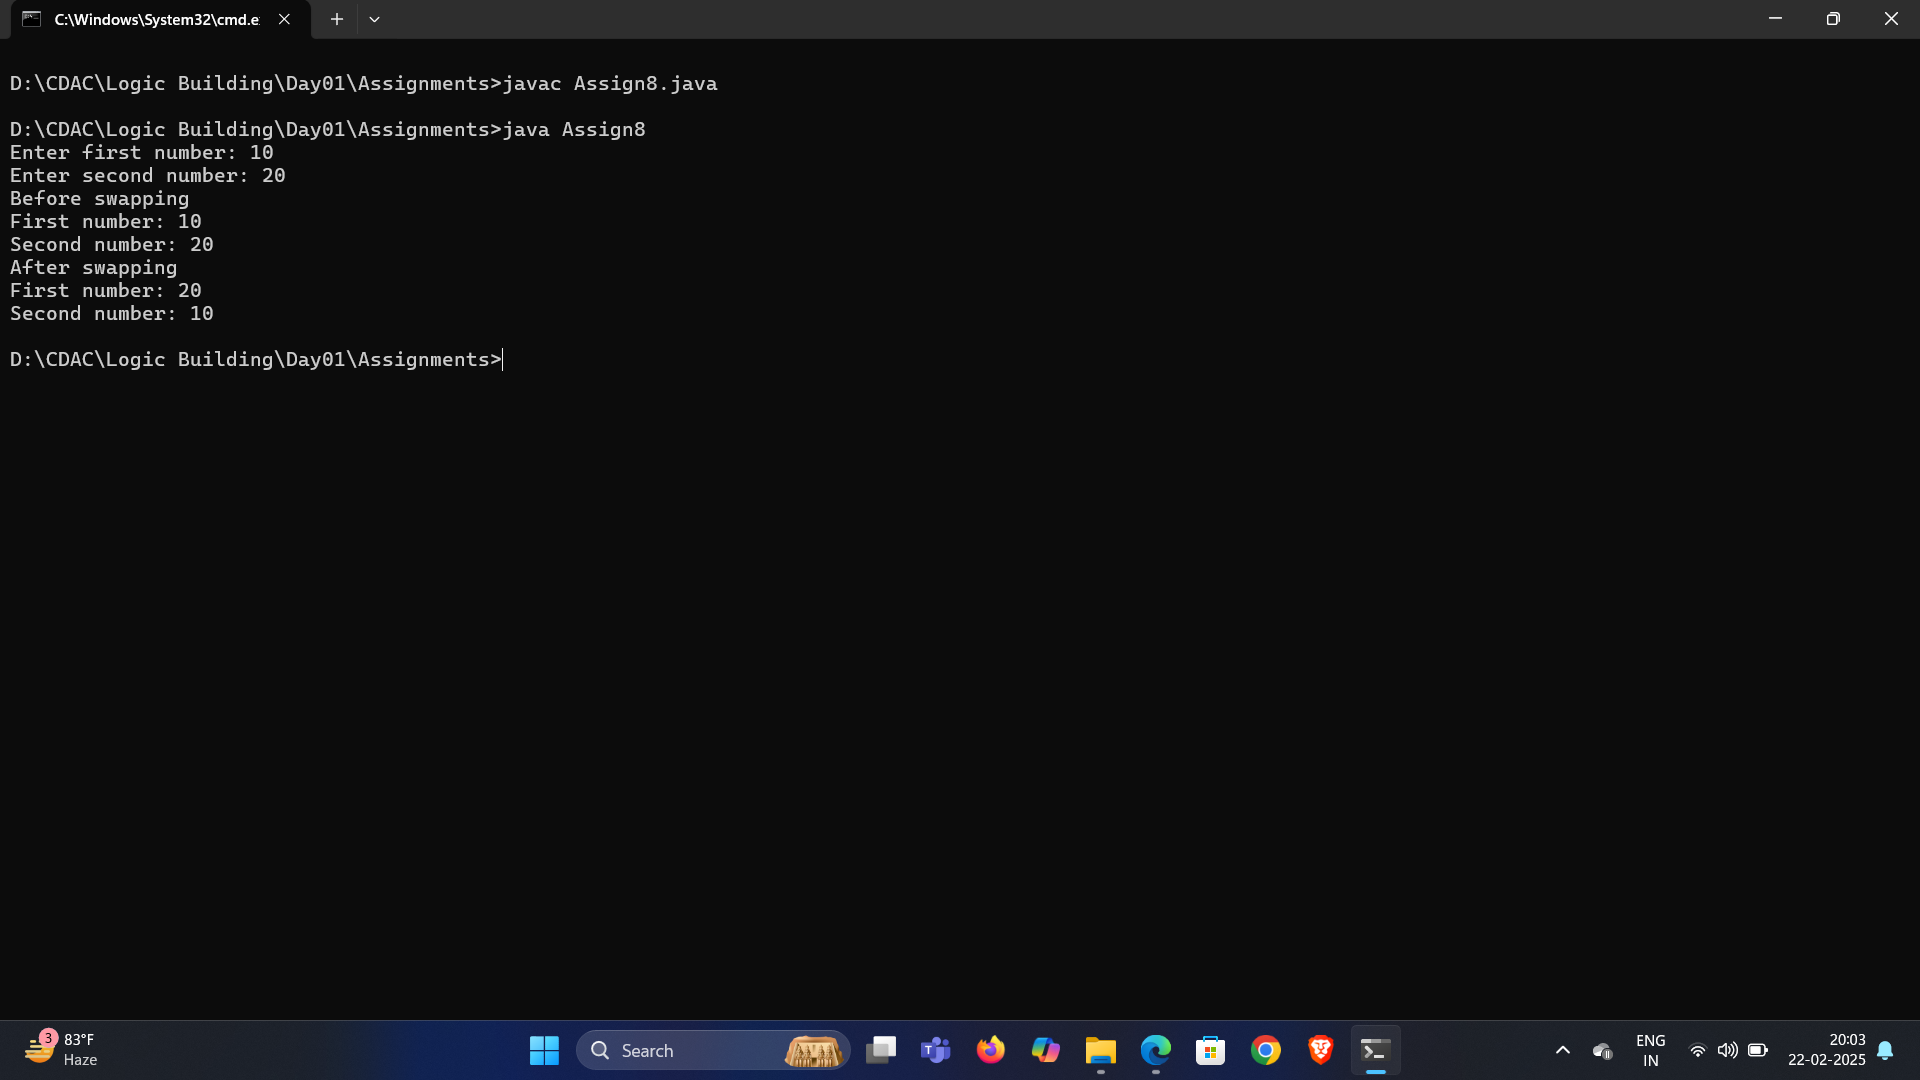 C:\Windows\System32\cmd.e
D:\CDAC\Logic Building\Day01\Assignments>javac Assign8.java
D:\CDAC\Logic Building\Day01\Assignments>java Assign8
Enter first number: 10
Enter second number: 20
Before swapping
First number: 10
Second number: 20
After swapping
First number: 20
Second number: 10
D:\CDAC\Logic Building\Day01\Assignments>
3
83°F
Haze
Search
T
ENG
IN
20:03
22-02-2025